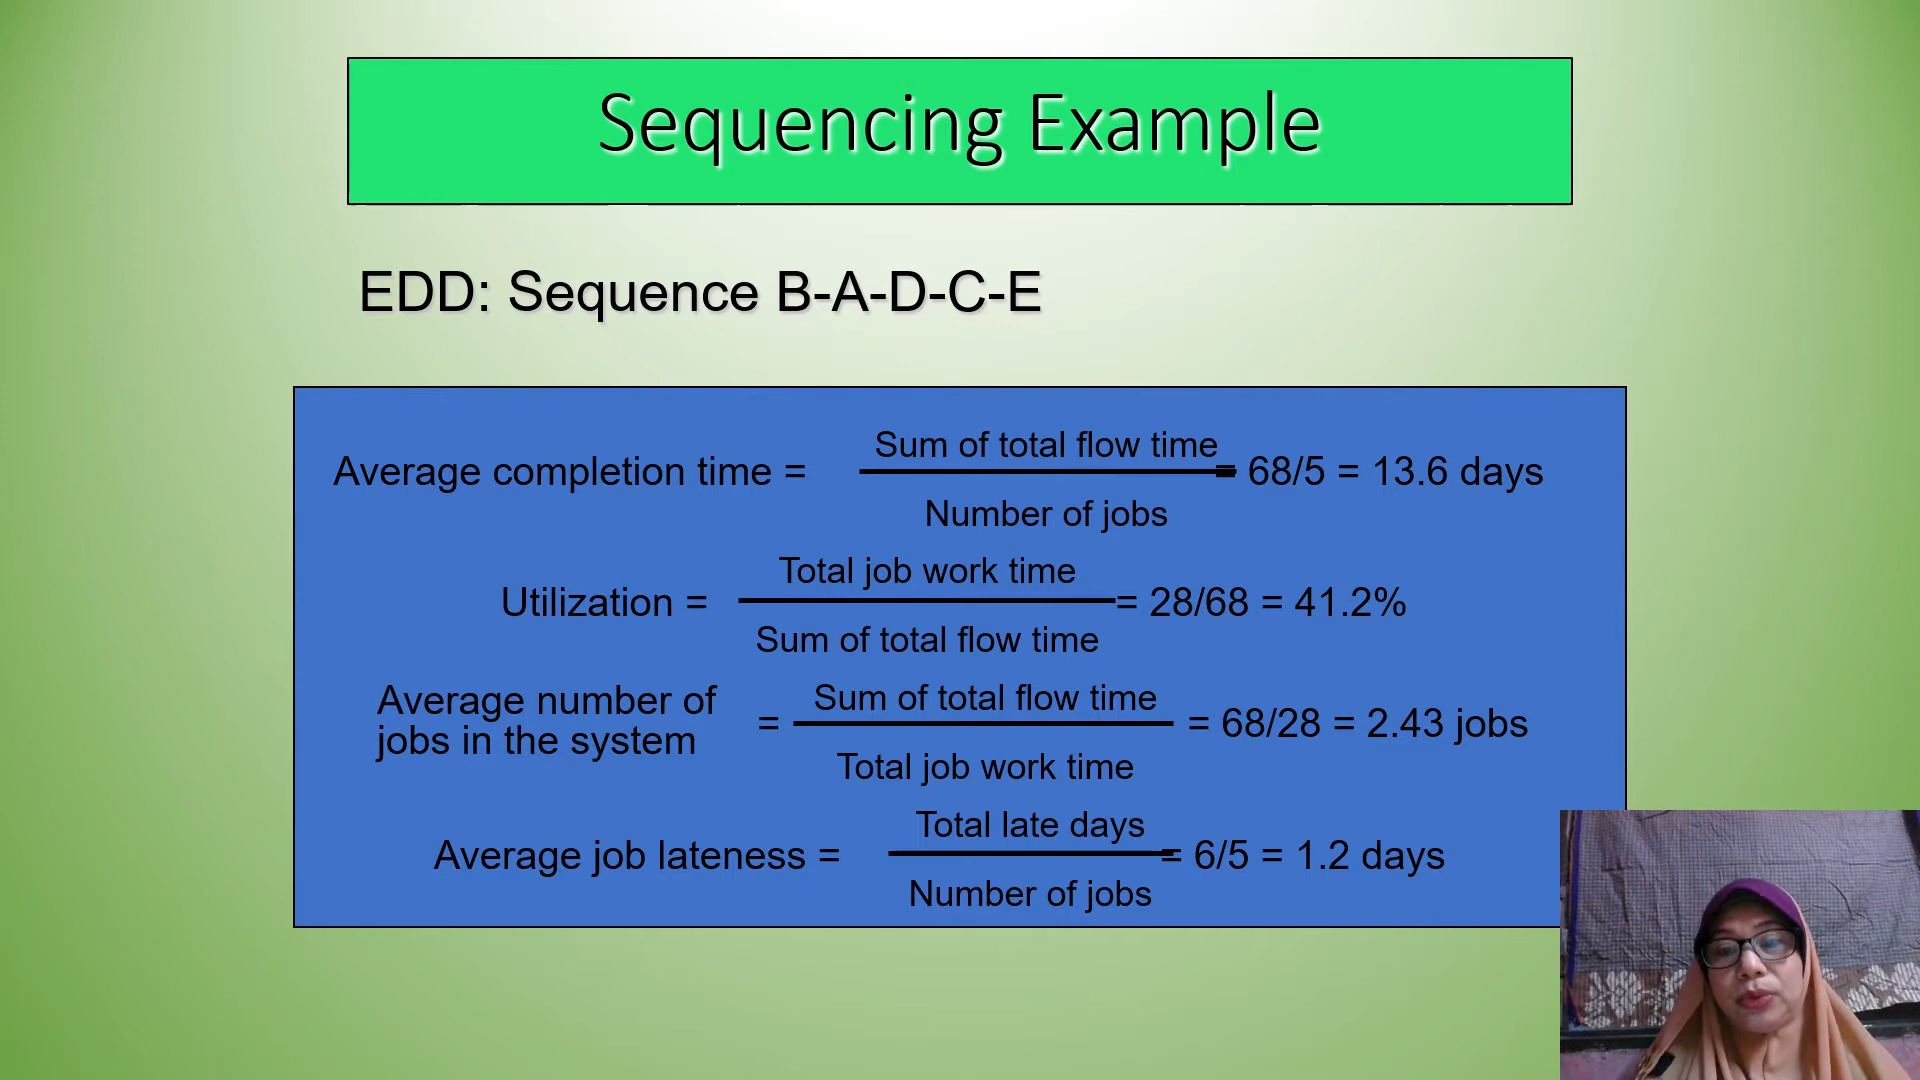 Sequencing Example
EDD: Sequence B-A-D-C-E
Average completion time = Sum of total flow time = 68/5 = 13.6 days
Number of jobs
Utilization = Total job work time = 28/68 = 41.2%
Sum of total flow time
Average number of
jobs in the system = Sum of total flow time = 68/28 = 2.43 jobs
Total job work time
Average job lateness = Total late days = 6/5 = 1.2 days
Number of jobs